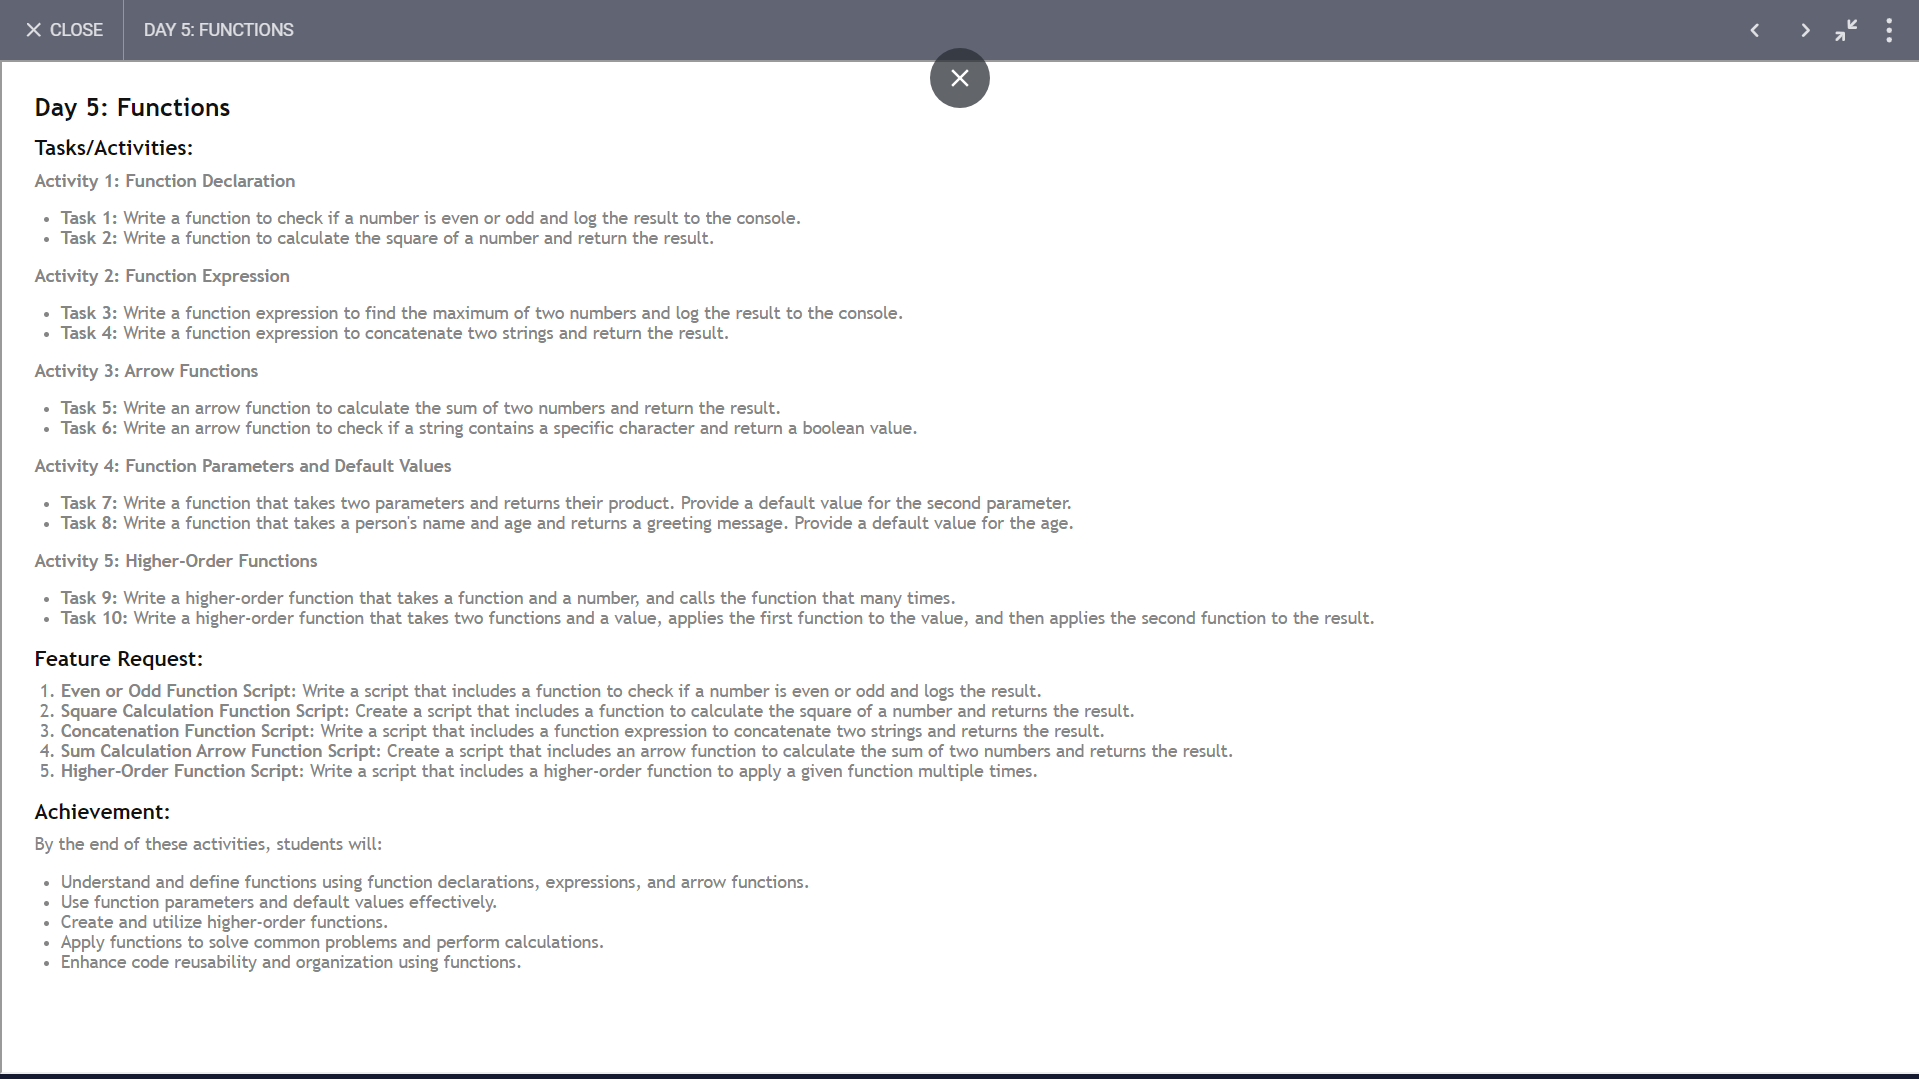 CLOSE
DAY 5: FUNCTIONS
Day 5: Functions
Tasks/Activities:
Activity 1: Function Declaration
• Task 1: Write a function to check if a number is even or odd and log the result to the console.
• Task 2: Write a function to calculate the square of a number and return the result.
Activity 2: Function Expression
• Task 3: Write a function expression to find the maximum of two numbers and log the result to the console.
• Task 4: Write a function expression to concatenate two strings and return the result.
Activity 3: Arrow Functions
• Task 5: Write an arrow function to calculate the sum of two numbers and return the result.
• Task 6: Write an arrow function to check if a string contains a specific character and return a boolean value.
Activity 4: Function Parameters and Default Values
• Task 7: Write a function that takes two parameters and returns their product. Provide a default value for the second parameter.
• Task 8: Write a function that takes a person's name and age and returns a greeting message. Provide a default value for the age.
Activity 5: Higher-Order Functions
• Task 9: Write a higher-order function that takes a function and a number, and calls the function that many times.
• Task 10: Write a higher-order function that takes two functions and a value, applies the first function to the value, and then applies the second function to the result.
Feature Request:
1. Even or Odd Function Script: Write a script that includes a function to check if a number is even or odd and logs the result.
2. Square Calculation Function Script: Create a script that includes a function to calculate the square of a number and returns the result.
3. Concatenation Function Script: Write a script that includes a function expression to concatenate two strings and returns the result.
4. Sum Calculation Arrow Function Script: Create a script that includes an arrow function to calculate the sum of two numbers and returns the result.
5. Higher-Order Function Script: Write a script that includes a higher-order function to apply a given function multiple times.
Achievement:
By the end of these activities, students will:
• Understand and define functions using function declarations, expressions, and arrow functions.
• Use function parameters and default values effectively.
• Create and utilize higher-order functions.
• Apply functions to solve common problems and perform calculations.
• Enhance code reusability and organization using functions.